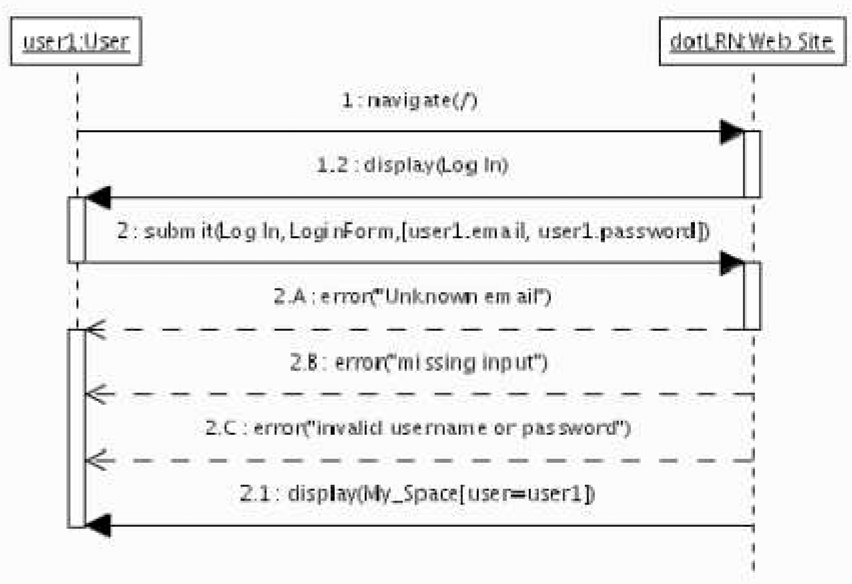 user1:User
dotLRN:Web Site
1 : navigate(/)
1.2 : display(Log In)
2 : submit(Log In, LoginForm,[user1.email, user1.password])
2.A : error("Unknown email")
2.B : error("missing input")
2.C : error("invalid username or password")
2.1 : display(My_Space[user=user1])